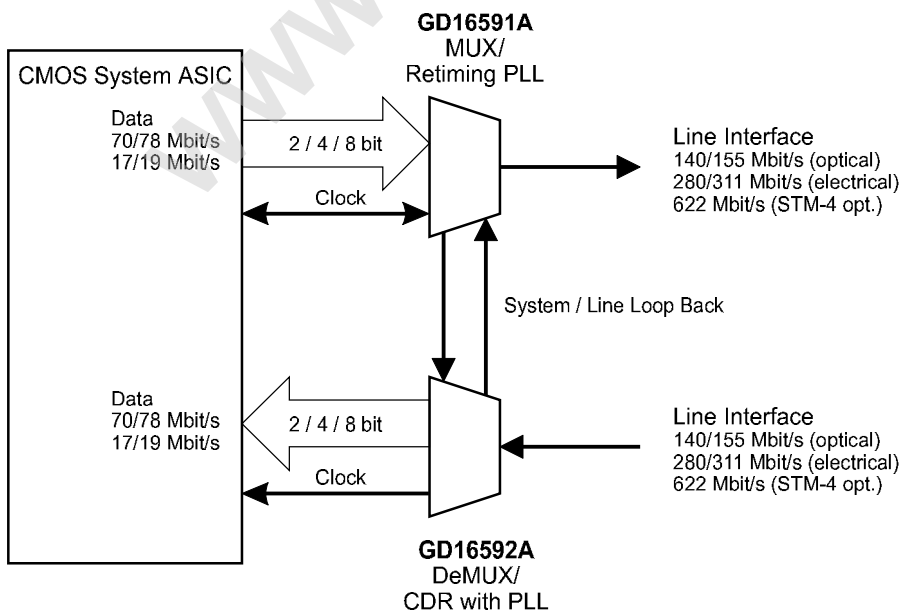 GD16591A
MUX/
Retiming PLL
CMOS System ASIC
Data
70/78 Mbit/s
17/19 Mbit/s
2 / 4 / 8 bit
Clock
Line Interface
140/155 Mbit/s (optical)
280/311 Mbit/s (electrical)
622 Mbit/s (STM-4 opt.)
System / Line Loop Back
Data
70/78 Mbit/s
17/19 Mbit/s
2 / 4 / 8 bit
Clock
Line Interface
140/155 Mbit/s (optical)
280/311 Mbit/s (electrical)
622 Mbit/s (STM-4 opt.)
GD16592A
DeMUX/
CDR with PLL